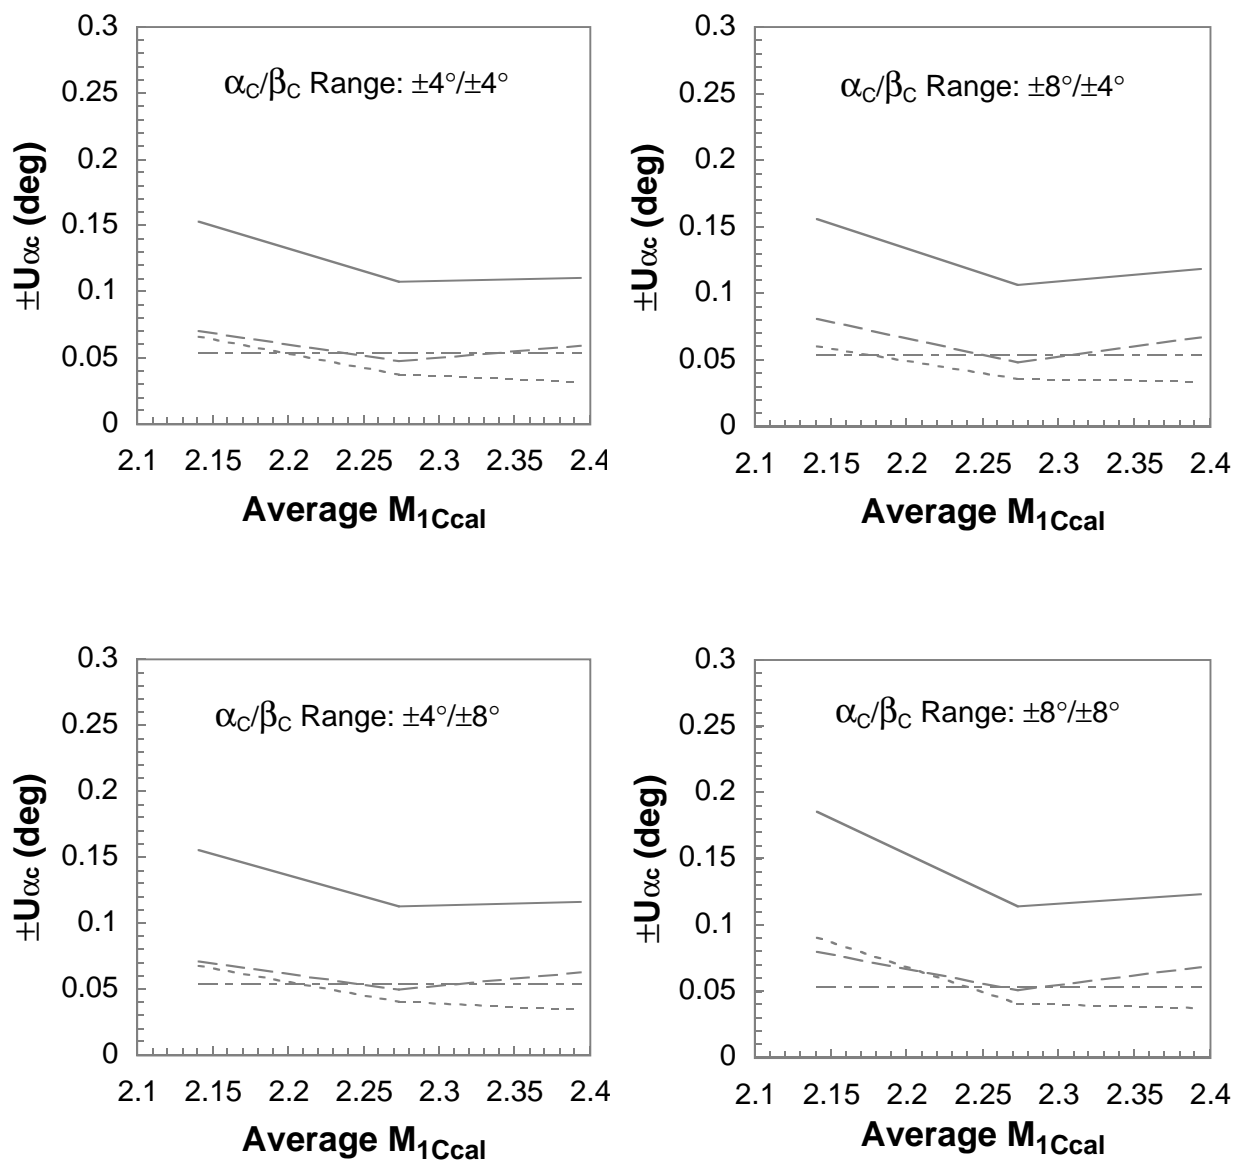 0.3
0.25
0.2
0.15
0.1
0.05
0
±Uαc (deg)
αC/βC Range: ±4°/±4°
2.1 2.15 2.2 2.25 2.3 2.35 2.4
Average M1Ccal
0.3
0.25
0.2
0.15
0.1
0.05
0
±Uαc (deg)
αC/βC Range: ±8°/±4°
2.1 2.15 2.2 2.25 2.3 2.35 2.4
Average M1Ccal
0.3
0.25
0.2
0.15
0.1
0.05
0
±Uαc (deg)
αC/βC Range: ±4°/±8°
2.1 2.15 2.2 2.25 2.3 2.35 2.4
Average M1Ccal
0.3
0.25
0.2
0.15
0.1
0.05
0
±Uαc (deg)
αC/βC Range: ±8°/±8°
2.1 2.15 2.2 2.25 2.3 2.35 2.4
Average M1Ccal